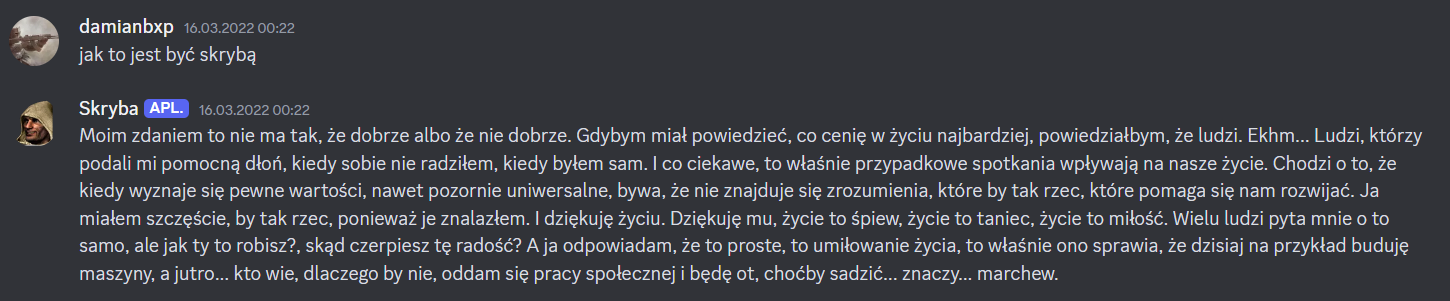 damianbxp 16.03.2022 00:22
jak to jest być skrybą
Skryba APL. 16.03.2022 00:22
Moim zdaniem to nie ma tak, że dobrze albo że nie dobrze. Gdybym miał powiedzieć, co cenię w życiu najbardziej, powiedziałbym, że ludzi. Ekhm... Ludzi, którzy
podali mi pomocną dłoń, kiedy sobie nie radziłem, kiedy byłem sam. I co ciekawe, to właśnie przypadkowe spotkania wpływają na nasze życie. Chodzi o to, że
kiedy wyznaje się pewne wartości, nawet pozornie uniwersalne, bywa, że nie znajduje się zrozumienia, które by tak rzec, które pomaga się nam rozwijać. Ja
miałem szczęście, by tak rzec, ponieważ je znalazłem. I dziękuję życiu. Dziękuję mu, życie to śpiew, życie to taniec, życie to miłość. Wielu ludzi pyta mnie o to
samo, ale jak ty to robisz?, skąd czerpiesz tę radość? A ja odpowiadam, że to proste, to umiłowanie życia, to właśnie ono sprawia, że dzisiaj na przykład buduję
maszyny, a jutro... kto wie, dlaczego by nie, oddam się pracy społecznej i będę ot, choćby sadzić... znaczy... marchew.